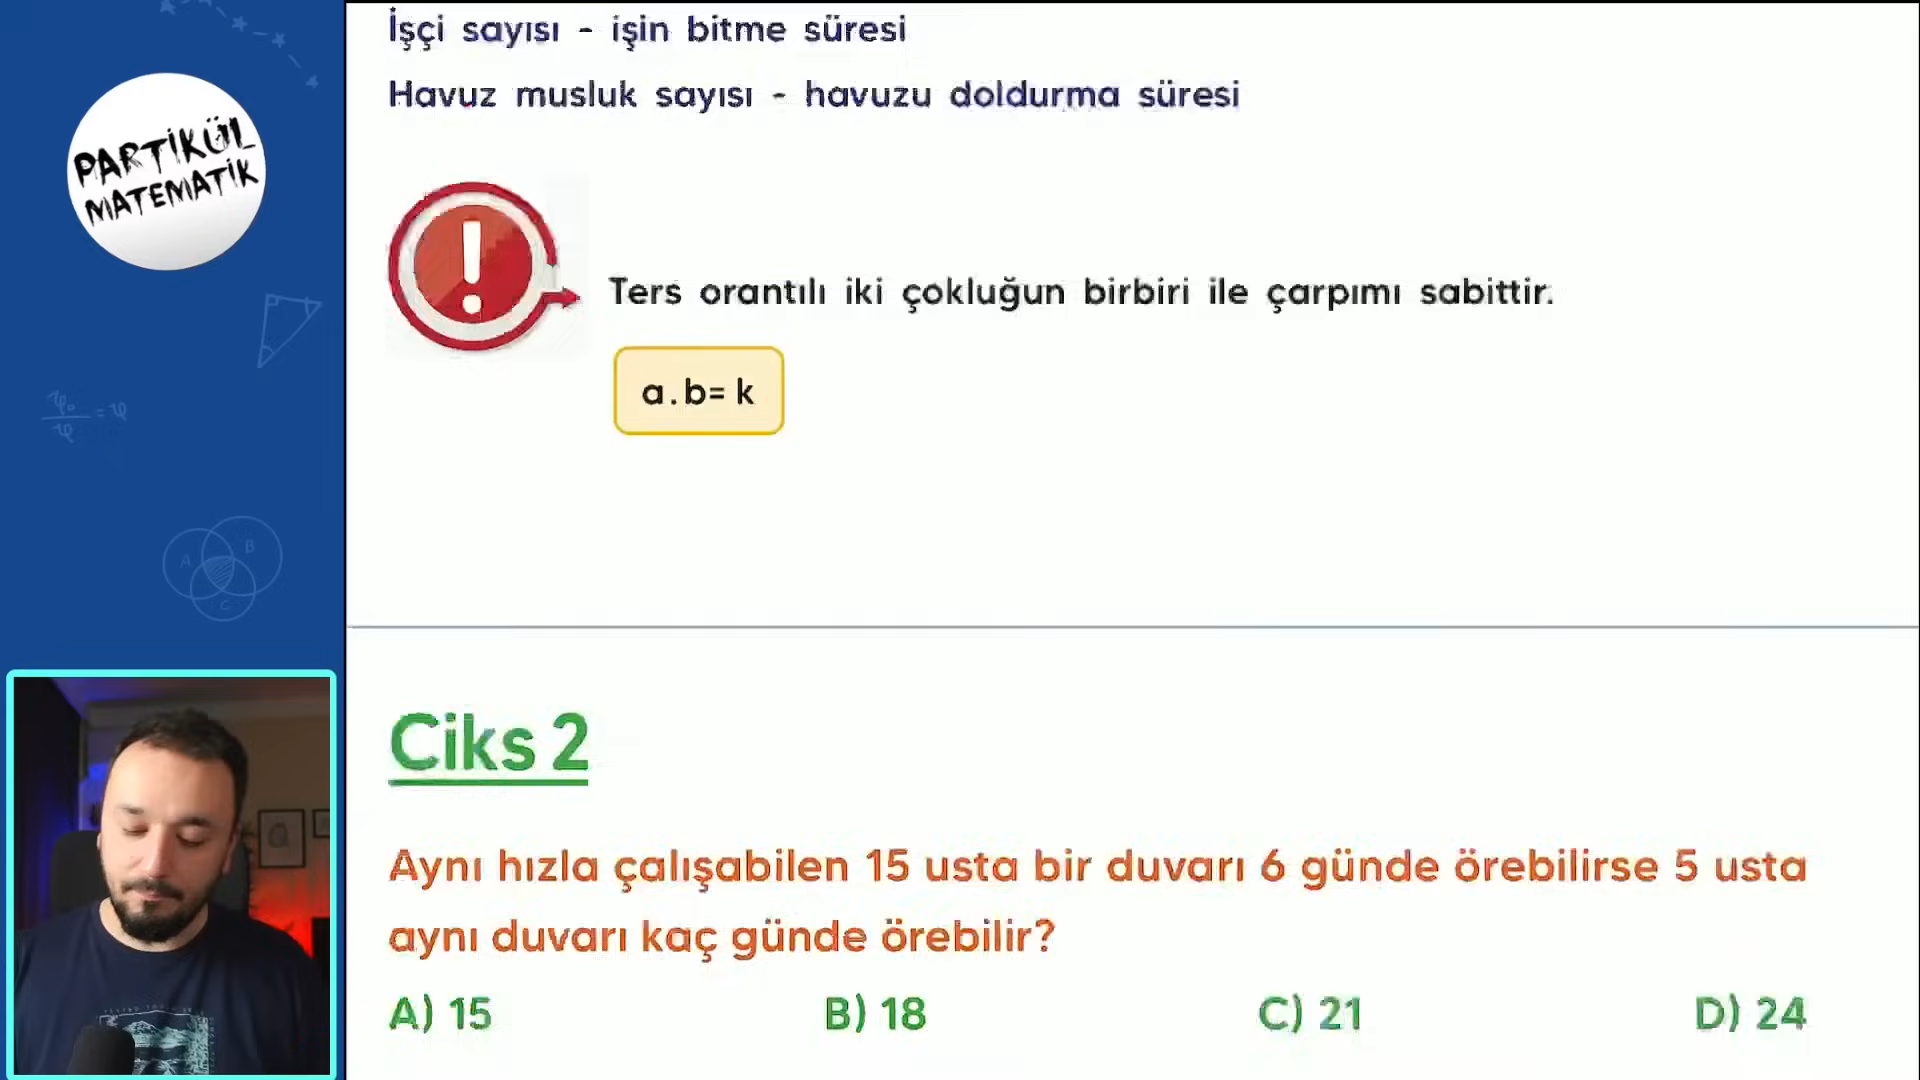 PARTİKÜL
MATEMATİK
İşçi sayısı - işin bitme süresi
Havuz musluk sayısı - havuzu doldurma süresi
Ters orantılı iki çokluğun birbiri ile çarpımı sabittir.
a.b= k
A
B
C
Ciks 2
Aynı hızla çalışabilen 15 usta bir duvarı 6 günde örebilirse 5 usta
aynı duvarı kaç günde örebilir?
A) 15
B) 18
C) 21
D) 24